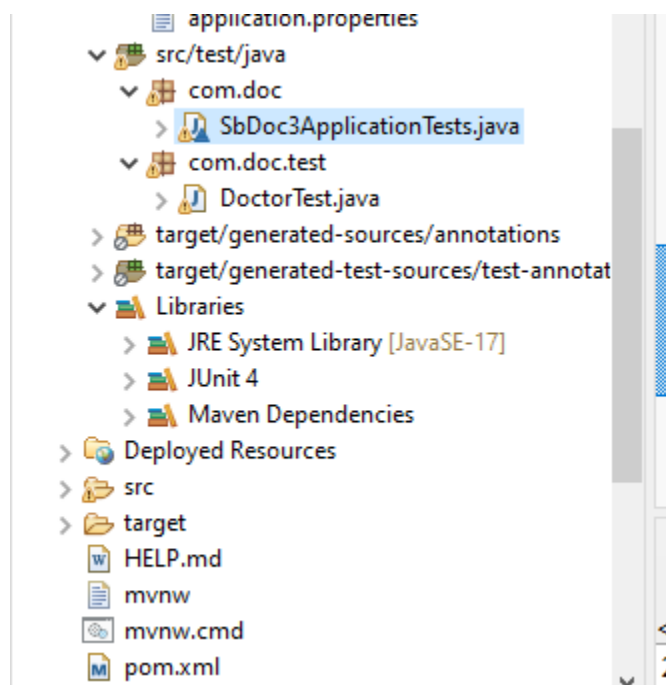 application.properties
src/test/java
com.doc
SbDoc3ApplicationTests.java
com.doc.test
DoctorTest.java
target/generated-sources/annotations
target/generated-test-sources/test-annotat
Libraries
JRE System Library [JavaSE-17]
JUnit 4
Maven Dependencies
Deployed Resources
src
target
HELP.md
mvnw
mvnw.cmd
pom.xml